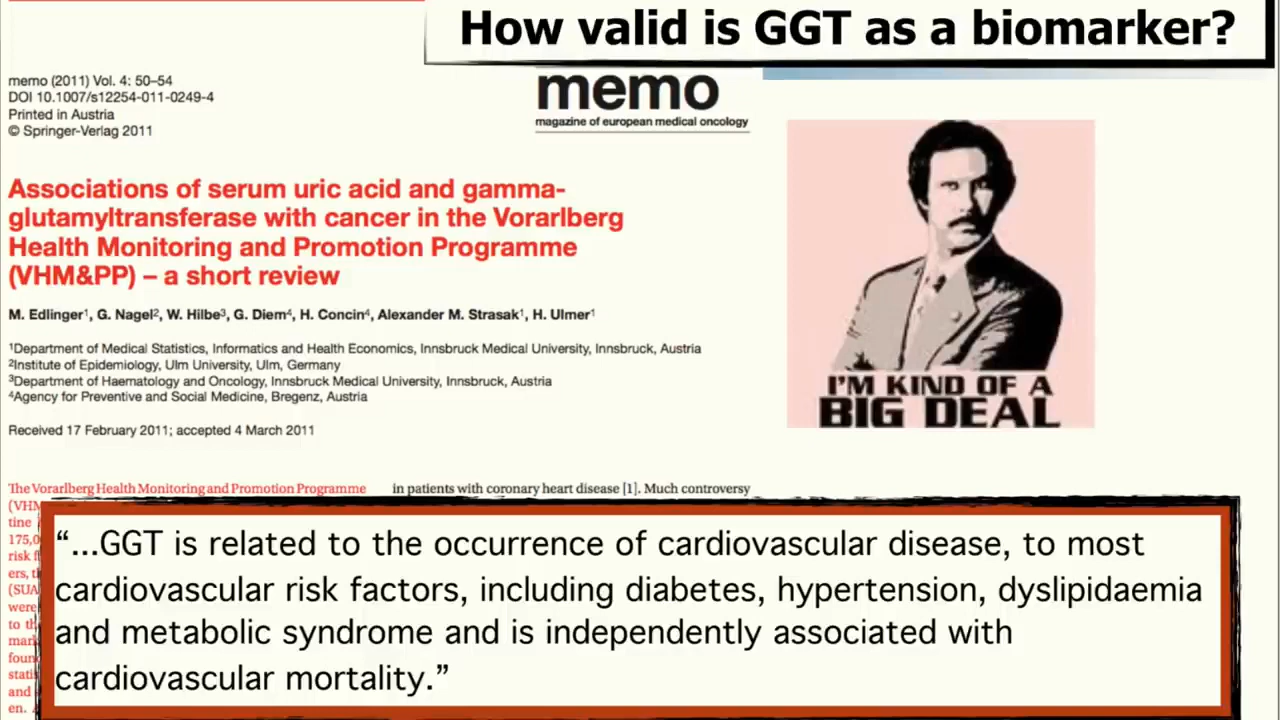 How valid is GGT as a biomarker?
memo (2011) Vol. 4: 50–54
DOI 10.1007/s12254-011-0249-4
Printed in Austria
© Springer-Verlag 2011
memo
magazine of european medical oncology
Associations of serum uric acid and gamma-
glutamyltransferase with cancer in the Vorarlberg
Health Monitoring and Promotion Programme
(VHM&PP) – a short review
M. Edlinger¹, G. Nagel², W. Hilbe³, G. Diem⁴, H. Concin⁴, Alexander M. Strasak¹, H. Ulmer¹
¹Department of Medical Statistics, Informatics and Health Economics, Innsbruck Medical University, Innsbruck, Austria
²Institute of Epidemiology, Ulm University, Ulm, Germany
³Department of Haematology and Oncology, Innsbruck Medical University, Innsbruck, Austria
⁴Agency for Preventive and Social Medicine, Bregenz, Austria
Received 17 February 2011; accepted 4 March 2011
I'M KIND OF A
BIG DEAL
The Vorarlberg Health Monitoring and Promotion Programme
in patients with coronary heart disease [1]. Much controversy
“...GGT is related to the occurrence of cardiovascular disease, to most
cardiovascular risk factors, including diabetes, hypertension, dyslipidaemia
and metabolic syndrome and is independently associated with
cardiovascular mortality.”